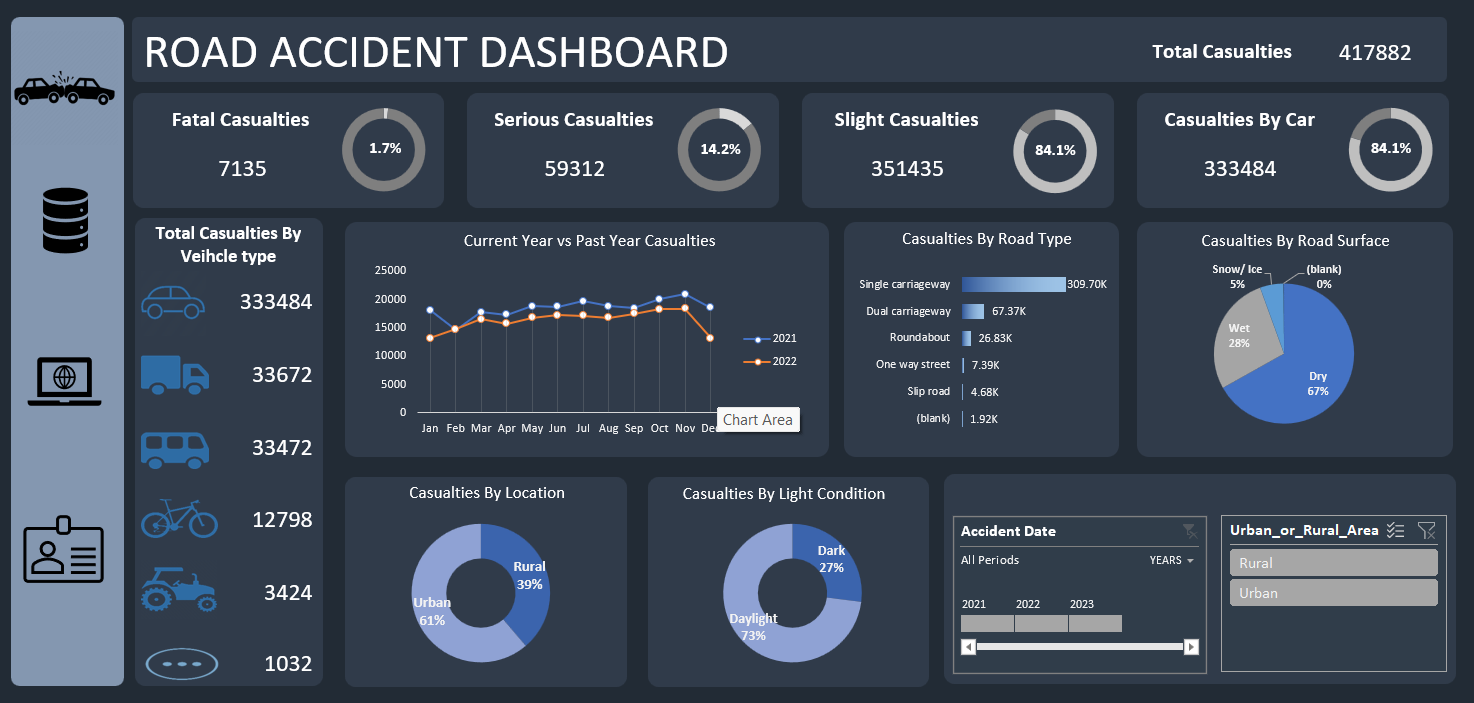 ROAD ACCIDENT DASHBOARD
Total Casualties 417882
Fatal Casualties
7135
1.7%
Serious Casualties
59312
14.2%
Slight Casualties
351435
84.1%
Casualties By Car
333484
84.1%
Total Casualties By
Veihcle type
333484
33672
33472
12798
3424
1032
Current Year vs Past Year Casualties
25000
20000
15000
10000
5000
0
Jan Feb Mar Apr May Jun Jul Aug Sep Oct Nov Dec
2021
2022
Chart Area
Casualties By Road Type
Single carriageway 309.70K
Dual carriageway 67.37K
Roundabout 26.83K
One way street 7.39K
Slip road 4.68K
(blank) 1.92K
Casualties By Road Surface
Snow/ Ice
5%
(blank)
0%
Wet
28%
Dry
67%
Casualties By Location
Rural
39%
Urban
61%
Casualties By Light Condition
Dark
27%
Daylight
73%
Accident Date
All Periods YEARS
2021 2022 2023
Urban_or_Rural_Area
Rural
Urban